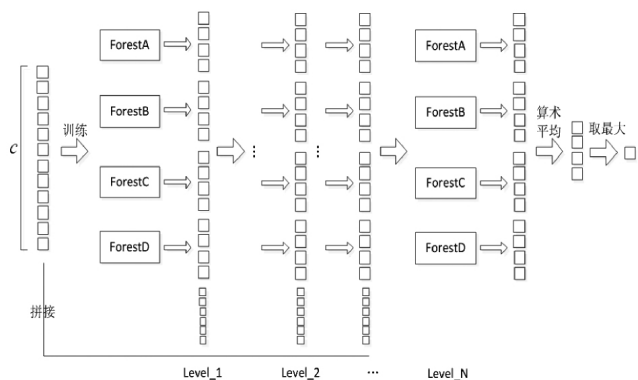 ForestA
ForestB
ForestC
ForestD
c
训练
ForestA
ForestB
ForestC
ForestD
算术
平均
取最大
拼接
Level_1
Level_2
...
Level_N